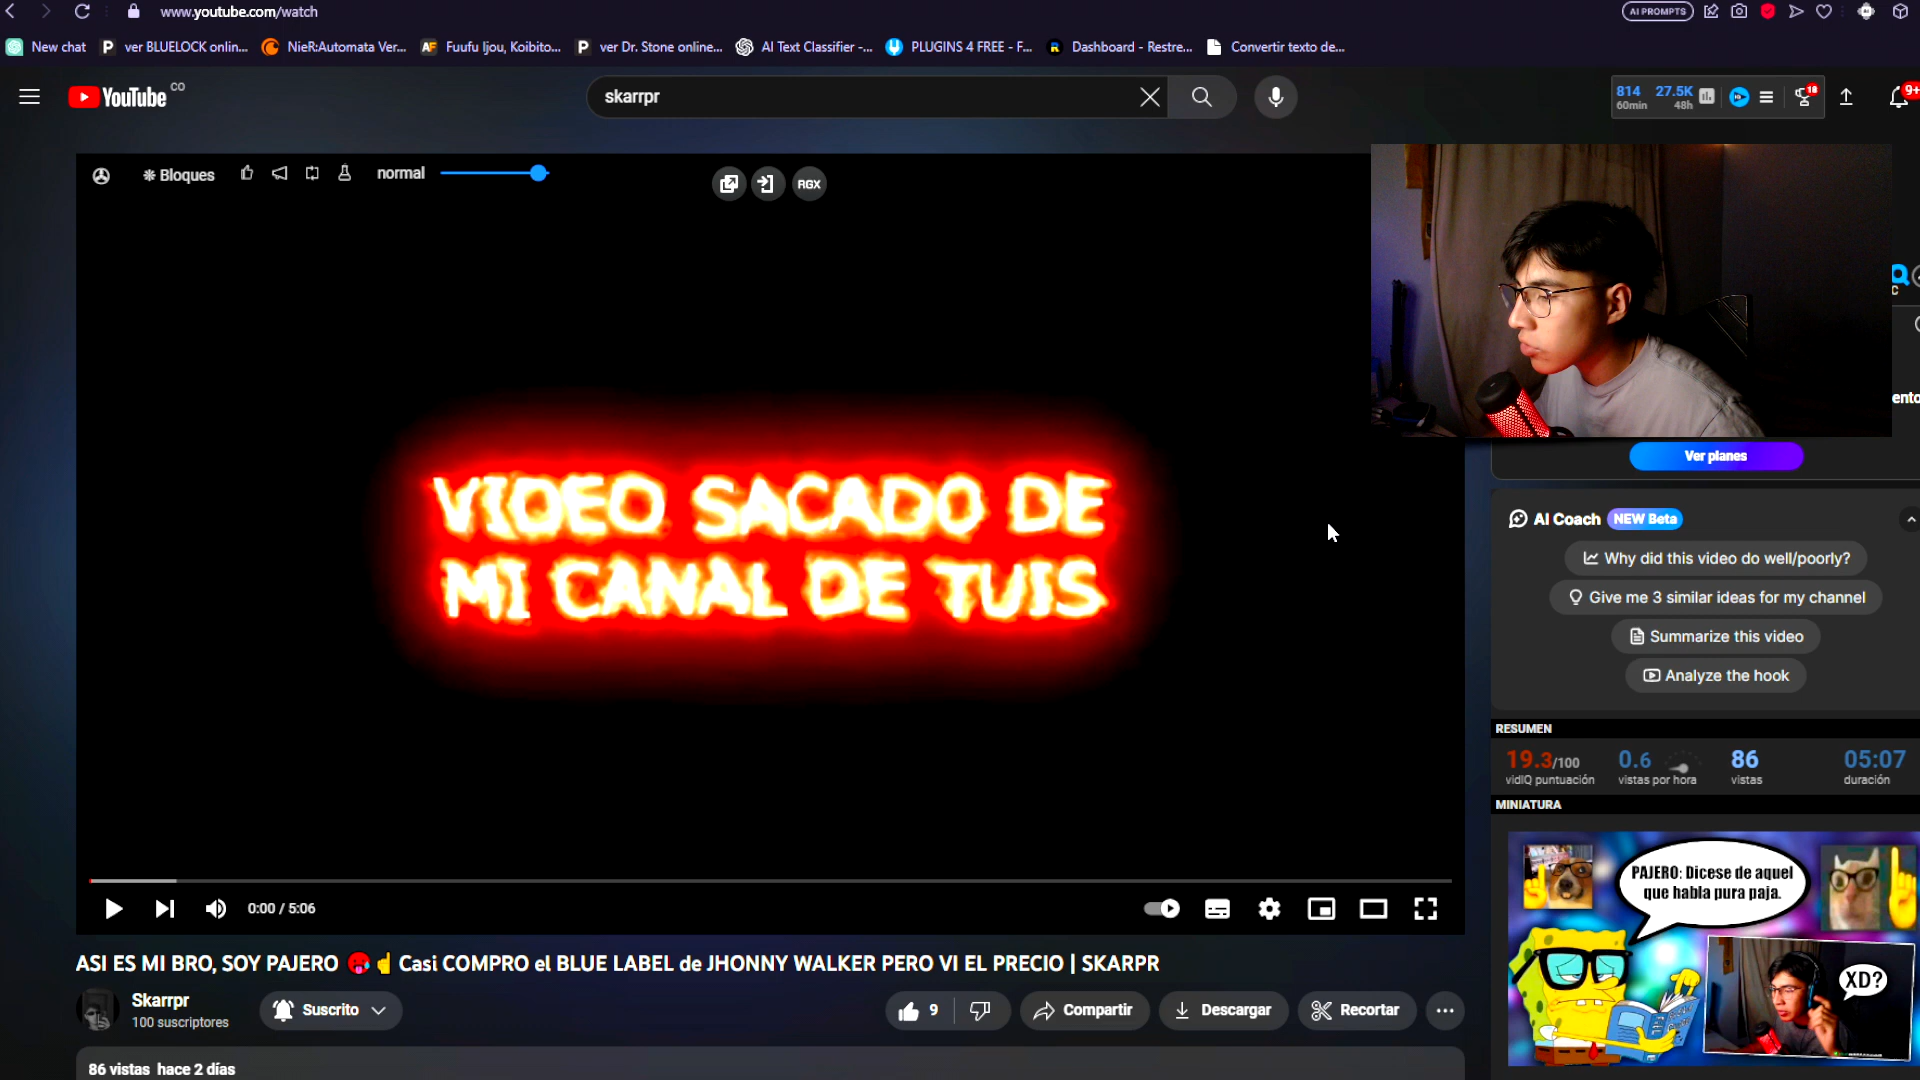 www.youtube.com/watch
AI PROMPTS
New chat
ver BLUELOCK onlin...
NieR:Automata Ver...
Fuufu Ijou, Koibito...
ver Dr. Stone online...
AI Text Classifier -...
PLUGINS 4 FREE - F...
Dashboard - Restre...
Convertir texto de...
YouTube CO
skarrpr
814
60min
27.5K
48h
18
9+
Bloques
normal
RGX
VIDEO SACADO DE
MI CANAL DE TUIS
Ver planes
AI Coach NEW Beta
Why did this video do well/poorly?
Give me 3 similar ideas for my channel
Summarize this video
Analyze the hook
RESUMEN
19.3/100
vidIQ puntuación
0.6
vistas por hora
86
vistas
05:07
duración
MINIATURA
PAJERO: Dicese de aquel
que habla pura paja.
XD?
0:00 / 5:06
ASI ES MI BRO, SOY PAJERO 🥵☝️ Casi COMPRO el BLUE LABEL de JHONNY WALKER PERO VI EL PRECIO | SKARPR
Skarrpr
100 suscriptores
Suscrito
9
Compartir
Descargar
Recortar
86 vistas hace 2 días